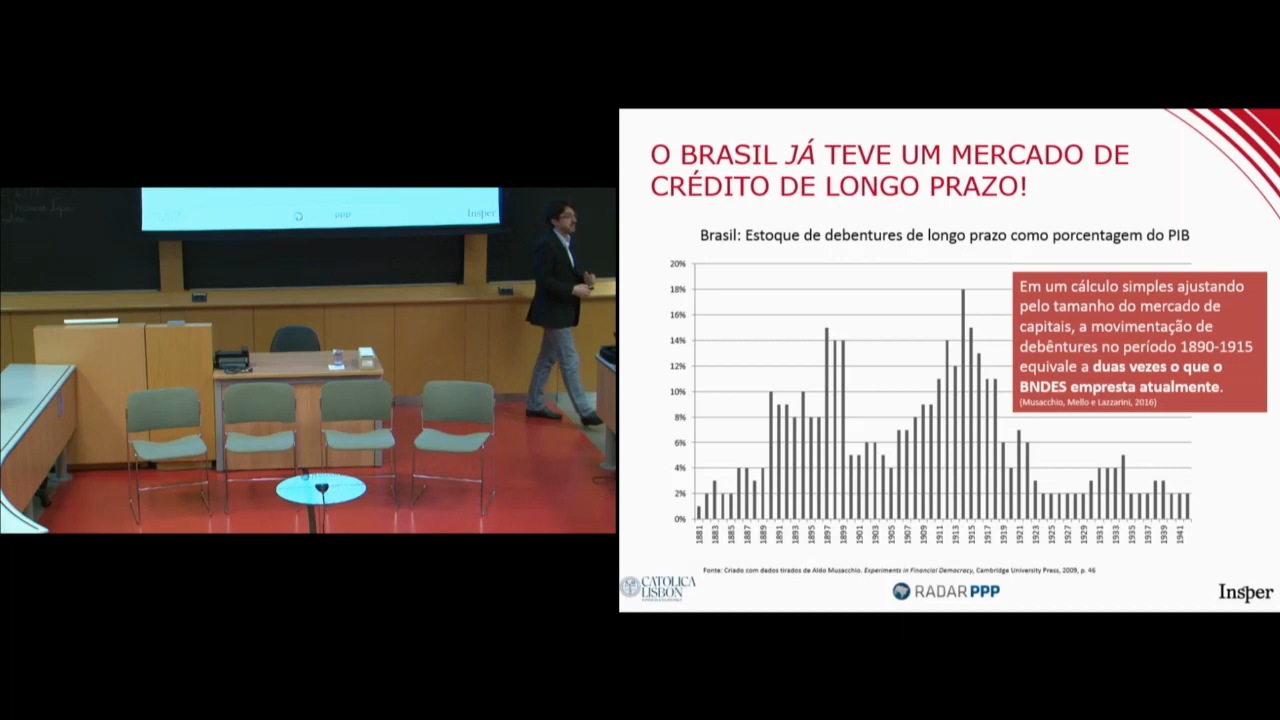 PPP
Insper
O BRASIL JÁ TEVE UM MERCADO DE
CRÉDITO DE LONGO PRAZO!
Brasil: Estoque de debentures de longo prazo como porcentagem do PIB
20%
18%
16%
14%
12%
10%
8%
6%
4%
2%
0%
1881
1883
1885
1887
1889
1891
1893
1895
1897
1899
1901
1903
1905
1907
1909
1911
1913
1915
1917
1919
1921
1923
1925
1927
1929
1931
1933
1935
1937
1939
1941
Em um cálculo simples ajustando
pelo tamanho do mercado de
capitais, a movimentação de
debêntures no período 1890-1915
equivale a duas vezes o que o
BNDES empresta atualmente.
(Musacchio, Mello e Lazzarini, 2016)
Fonte: Criado com dados tirados de Aldo Musacchio. Experiments in Financial Democracy, Cambridge University Press, 2009, p. 46
CATOLICA
LISBON
RADAR PPP
Insper